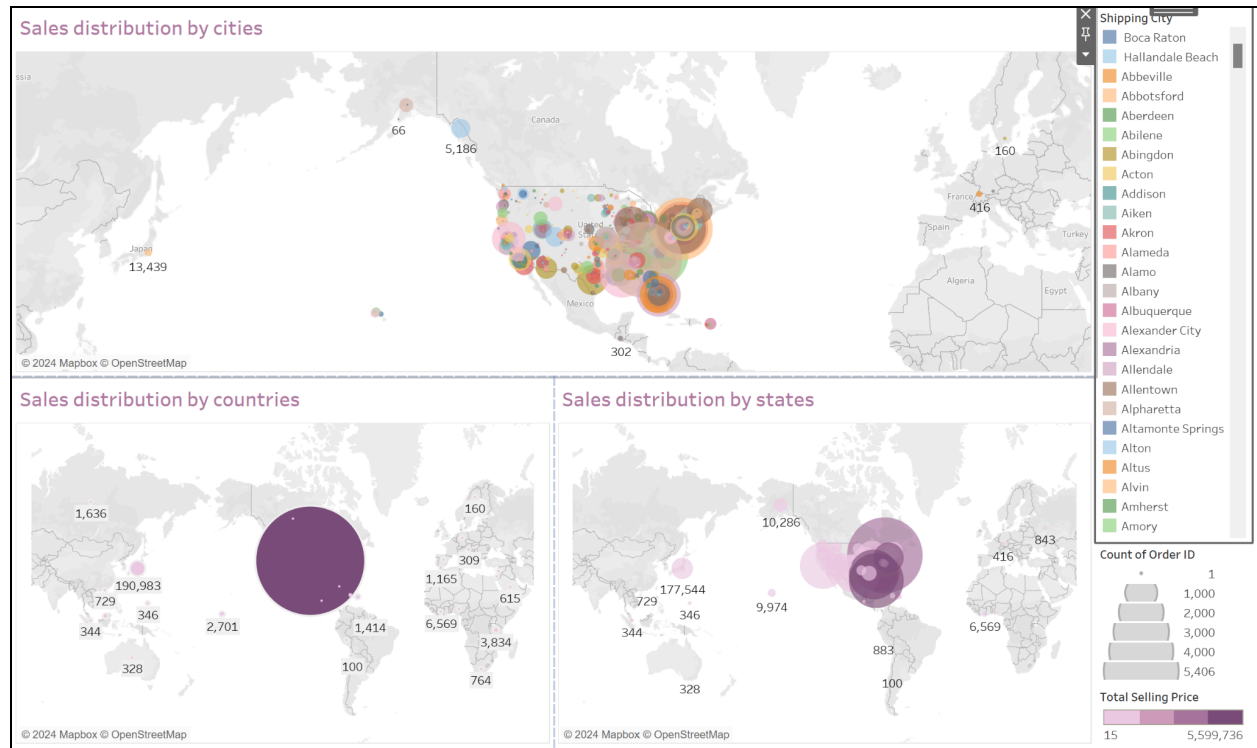 Sales distribution by cities
ssia
Canada
66
5,186
160
France
416
United
Spain
Turkey
Japan
13,439
Algeria
Egypt
Mexico
302
© 2024 Mapbox © OpenStreetMap
Shipping City
Boca Raton
Hallandale Beach
Abbeville
Abbotsford
Aberdeen
Abilene
Abingdon
Acton
Addison
Aiken
Akron
Alameda
Alamo
Albany
Albuquerque
Alexander City
Alexandria
Allendale
Allentown
Alpharetta
Altamonte Springs
Alton
Altus
Alvin
Amherst
Amory
Sales distribution by countries
1,636
160
309
190,983
1,165
729
615
346
2,701
6,569
344
1,414
3,834
328
100
764
© 2024 Mapbox © OpenStreetMap
Sales distribution by states
10,286
843
416
177,544
729
9,974
346
6,569
344
883
328
100
© 2024 Mapbox © OpenStreetMap
Count of Order ID
1
1,000
2,000
3,000
4,000
5,406
Total Selling Price
15 5,599,736